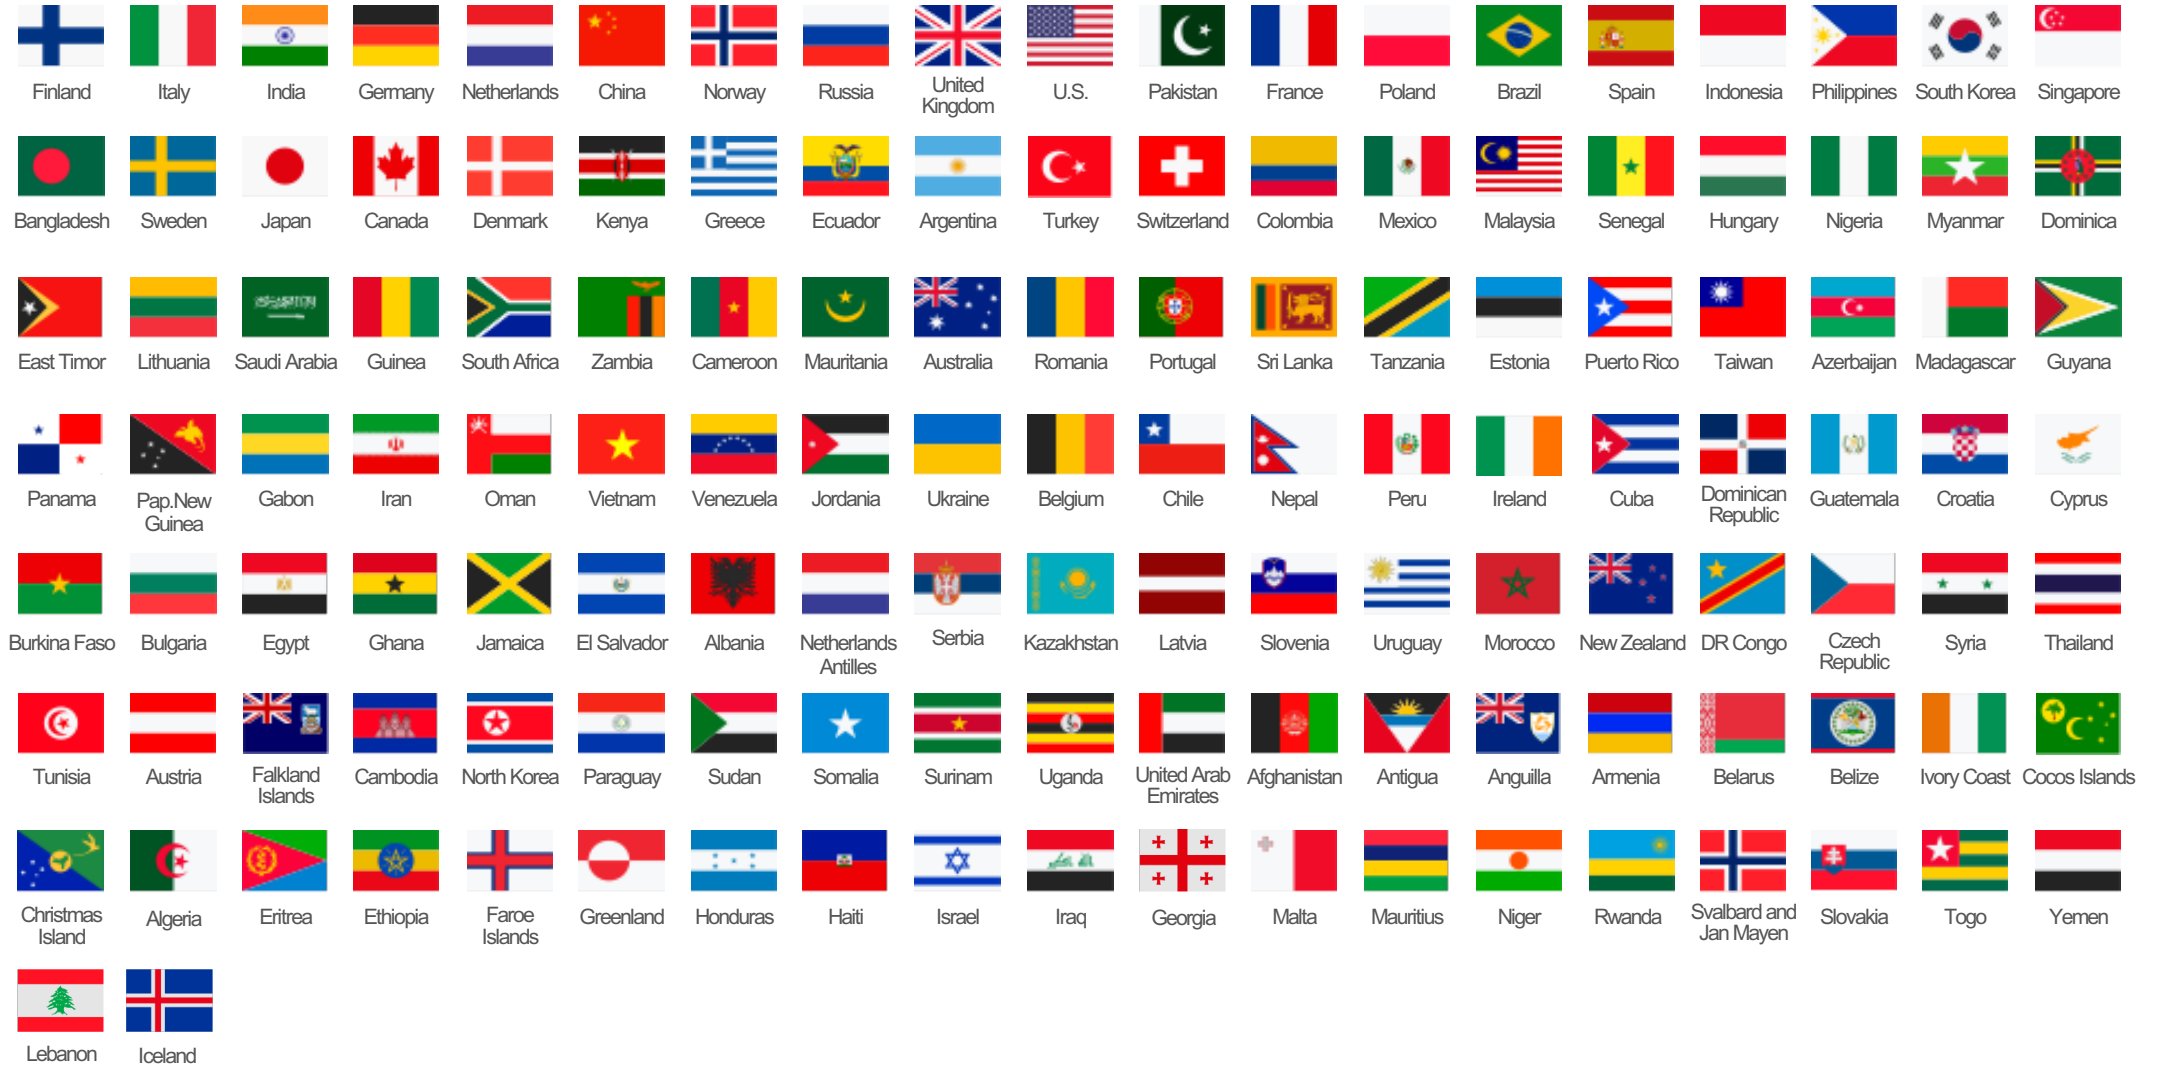 Finland Italy India Germany Netherlands China Norway Russia United Kingdom U.S. Pakistan France Poland Brazil Spain Indonesia Philippines South Korea Singapore
Bangladesh Sweden Japan Canada Denmark Kenya Greece Ecuador Argentina Turkey Switzerland Colombia Mexico Malaysia Senegal Hungary Nigeria Myanmar Dominica
East Timor Lithuania Saudi Arabia Guinea South Africa Zambia Cameroon Mauritania Australia Romania Portugal Sri Lanka Tanzania Estonia Puerto Rico Taiwan Azerbaijan Madagascar Guyana
Panama Pap.New Guinea Gabon Iran Oman Vietnam Venezuela Jordania Ukraine Belgium Chile Nepal Peru Ireland Cuba Dominican Republic Guatemala Croatia Cyprus
Burkina Faso Bulgaria Egypt Ghana Jamaica El Salvador Albania Netherlands Antilles Serbia Kazakhstan Latvia Slovenia Uruguay Morocco New Zealand DR Congo Czech Republic Syria Thailand
Tunisia Austria Falkland Islands Cambodia North Korea Paraguay Sudan Somalia Surinam Uganda United Arab Emirates Afghanistan Antigua Anguilla Armenia Belarus Belize Ivory Coast Cocos Islands
Christmas Island Algeria Eritrea Ethiopia Faroe Islands Greenland Honduras Haiti Israel Iraq Georgia Malta Mauritius Niger Rwanda Svalbard and Jan Mayen Slovakia Togo Yemen
Lebanon Iceland